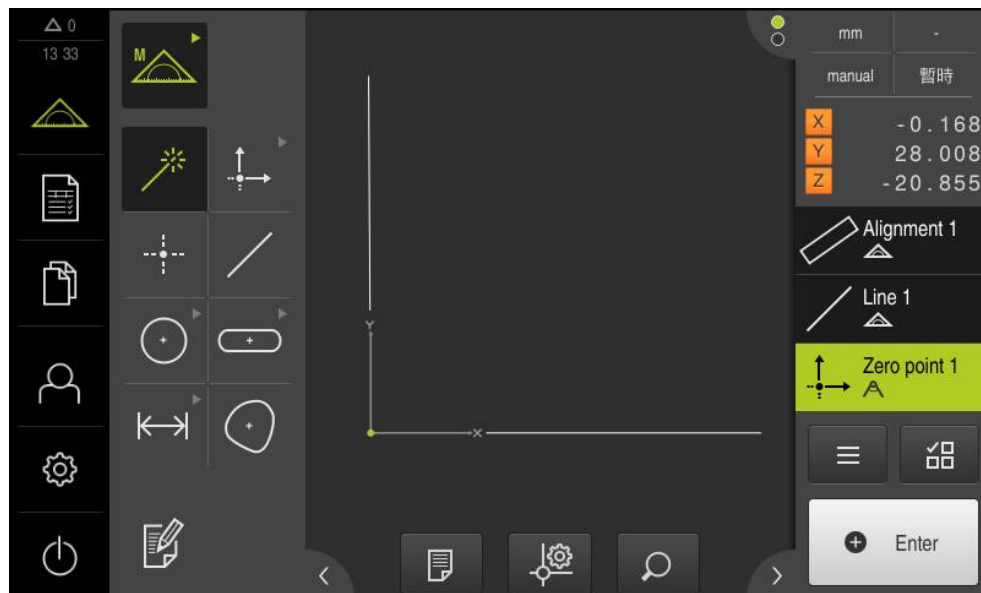 0
13 33
M
mm
-
manual
暫時
X -0.168
Y 28.008
Z -20.855
Alignment 1
Line 1
Zero point 1
Y
X
Enter